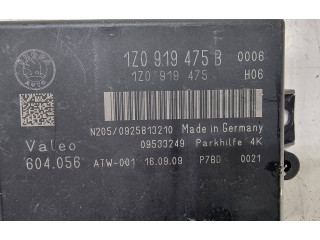 1Z0 919 475 B 0006
1Z0 919 475 H06
N205/0925813210 Made in Germany
Valeo 09533249 Parkhilfe 4K
604.056 ATW-001 16.09.09 P7BD 0021